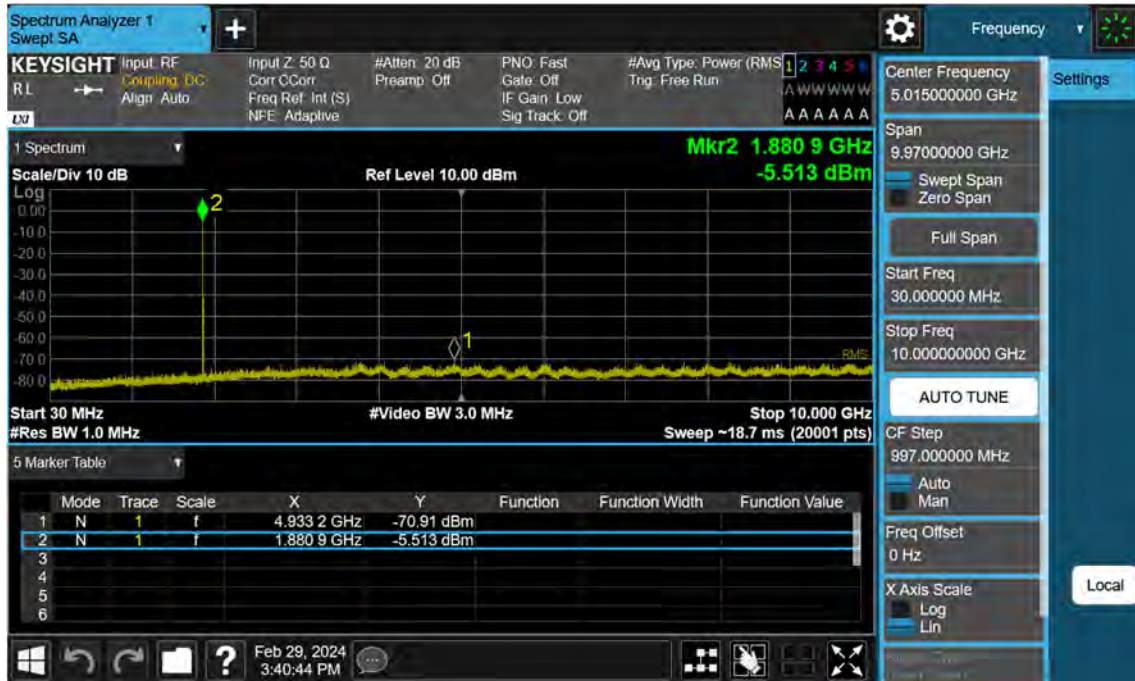 Spectrum Analyzer 1
Swept SA
Frequency
KEYSIGHT
RL
LXI
Input: RF
Coupling: DC
Align: Auto
Input Z: 50 Ω
Corr CCorr
Freq Ref: Int (S)
NFE: Adaptive
#Atten: 20 dB
Preamp: Off
PNO: Fast
Gate: Off
IF Gain: Low
Sig Track: Off
#Avg Type: Power (RMS
Trig: Free Run
1 2 3 4 5 6
A W W W W W
A A A A A A
1 Spectrum
Scale/Div 10 dB
Ref Level 10.00 dBm
Mkr2 1.880 9 GHz
-5.513 dBm
Log
0.00
-10.0
-20.0
-30.0
-40.0
-50.0
-60.0
-70.0
-80.0
2
1
RMS
Start 30 MHz
#Video BW 3.0 MHz
Stop 10.000 GHz
#Res BW 1.0 MHz
Sweep ~18.7 ms (20001 pts)
5 Marker Table
Mode Trace Scale X Y Function Function Width Function Value
1 N 1 f 4.933 2 GHz -70.91 dBm
2 N 1 f 1.880 9 GHz -5.513 dBm
3
4
5
6
?
Feb 29, 2024
3:40:44 PM
Center Frequency
5.015000000 GHz
Settings
Span
9.97000000 GHz
Swept Span
Zero Span
Full Span
Start Freq
30.000000 MHz
Stop Freq
10.000000000 GHz
AUTO TUNE
CF Step
997.000000 MHz
Auto
Man
Freq Offset
0 Hz
X Axis Scale
Log
Lin
Local